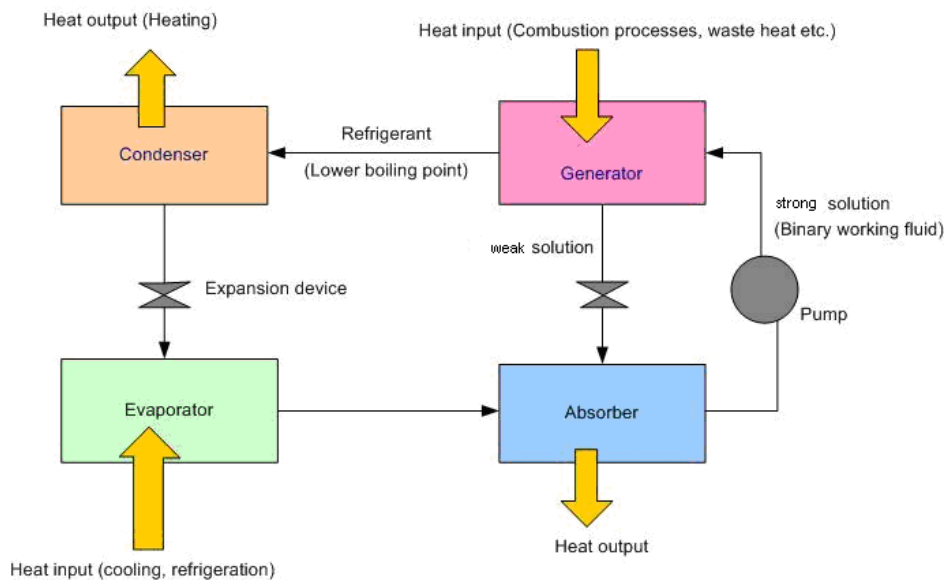 Heat output (Heating)
Heat input (Combustion processes, waste heat etc.)
Condenser
Refrigerant
(Lower boiling point)
Generator
strong solution
(Binary working fluid)
weak solution
Expansion device
Pump
Evaporator
Absorber
Heat output
Heat input (cooling, refrigeration)